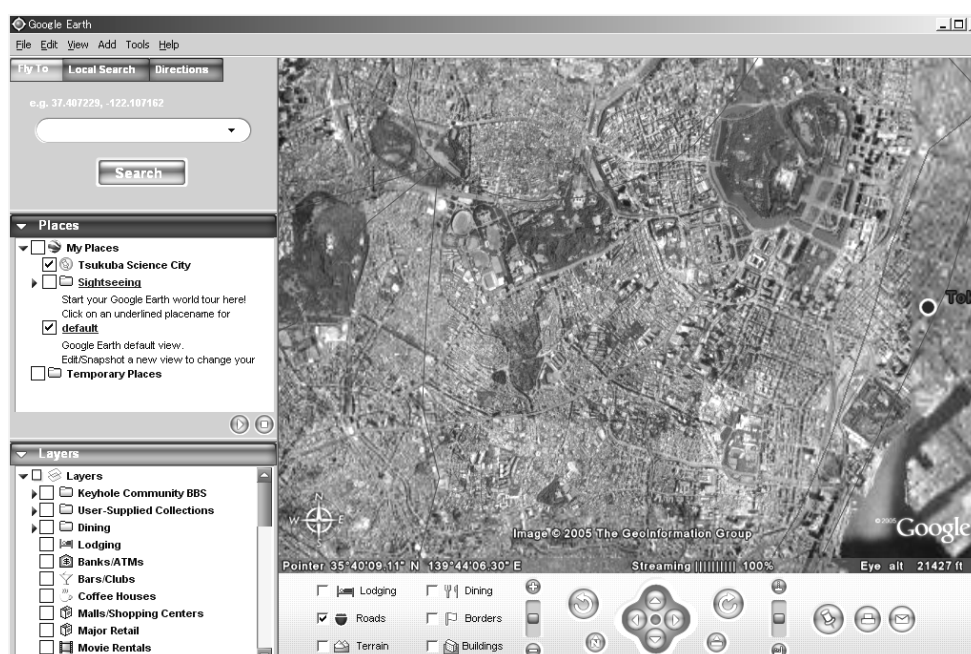 Google Earth
File Edit View Add Tools Help
Fly To Local Search Directions
e.g. 37.407229, -122.107162
Search
Places
My Places
Tsukuba Science City
Sightseeing
Start your Google Earth world tour here!
Click on an underlined placename for
default
Google Earth default view.
Edit/Snapshot a new view to change your
Temporary Places
Layers
Layers
Keyhole Community BBS
User-Supplied Collections
Dining
Lodging
Banks/ATMs
Bars/Clubs
Coffee Houses
Malls/Shopping Centers
Major Retail
Movie Rentals
Tok
N
W E
Image © 2005 The GeoInformation Group
© 2005 Google
Pointer 35°40'09.11" N 139°44'06.30" E Streaming |||||||||| 100% Eye alt 21427 ft
Lodging Dining
Roads Borders
Terrain Buildings
N